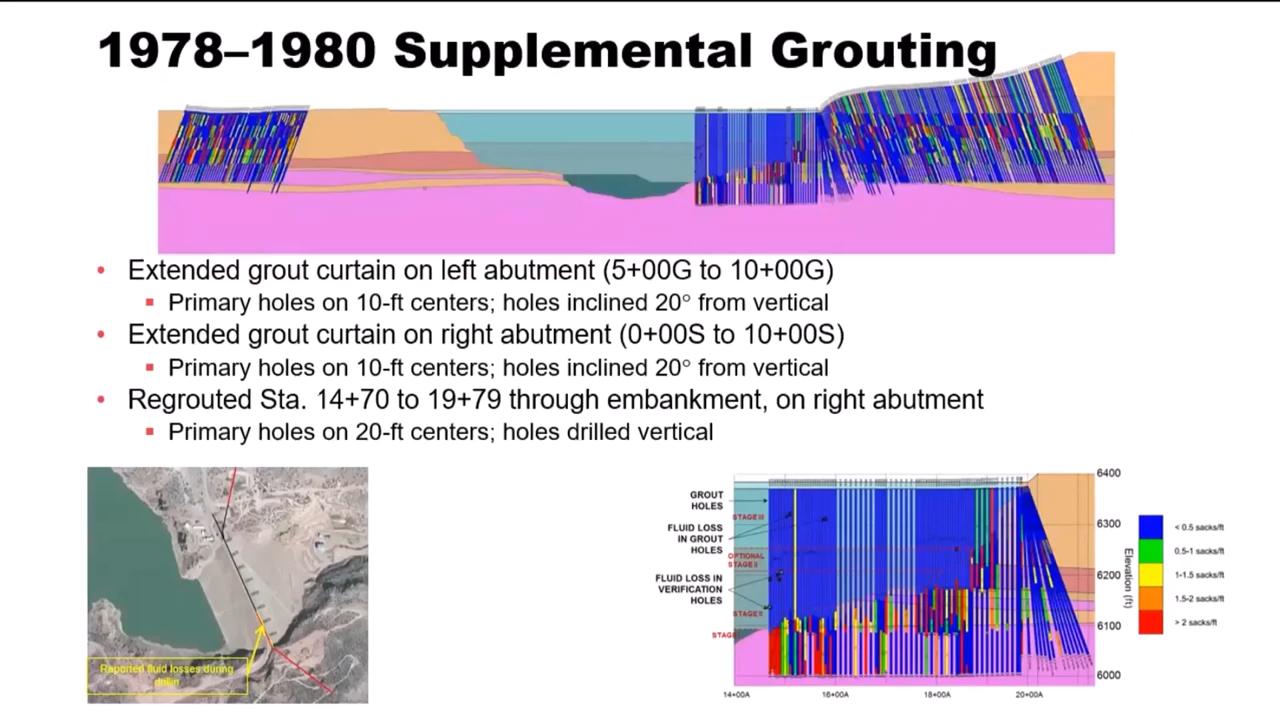 1978–1980 Supplemental Grouting
• Extended grout curtain on left abutment (5+00G to 10+00G)
▪ Primary holes on 10-ft centers; holes inclined 20° from vertical
• Extended grout curtain on right abutment (0+00S to 10+00S)
▪ Primary holes on 10-ft centers; holes inclined 20° from vertical
• Regrouted Sta. 14+70 to 19+79 through embankment, on right abutment
▪ Primary holes on 20-ft centers; holes drilled vertical
Reported fluid losses during
drillin
GROUT
HOLES
STAGE III
FLUID LOSS
IN GROUT
HOLES
OPTIONAL
STAGE II
FLUID LOSS IN
VERIFICATION
HOLES
STAGE
6400
6300
6200
6100
6000
Elevation (ft)
14+00A
16+00A
18+00A
20+00A
< 0.5 sacks/ft
0.5-1 sacks/ft
1-1.5 sacks/ft
1.5-2 sacks/ft
> 2 sacks/ft